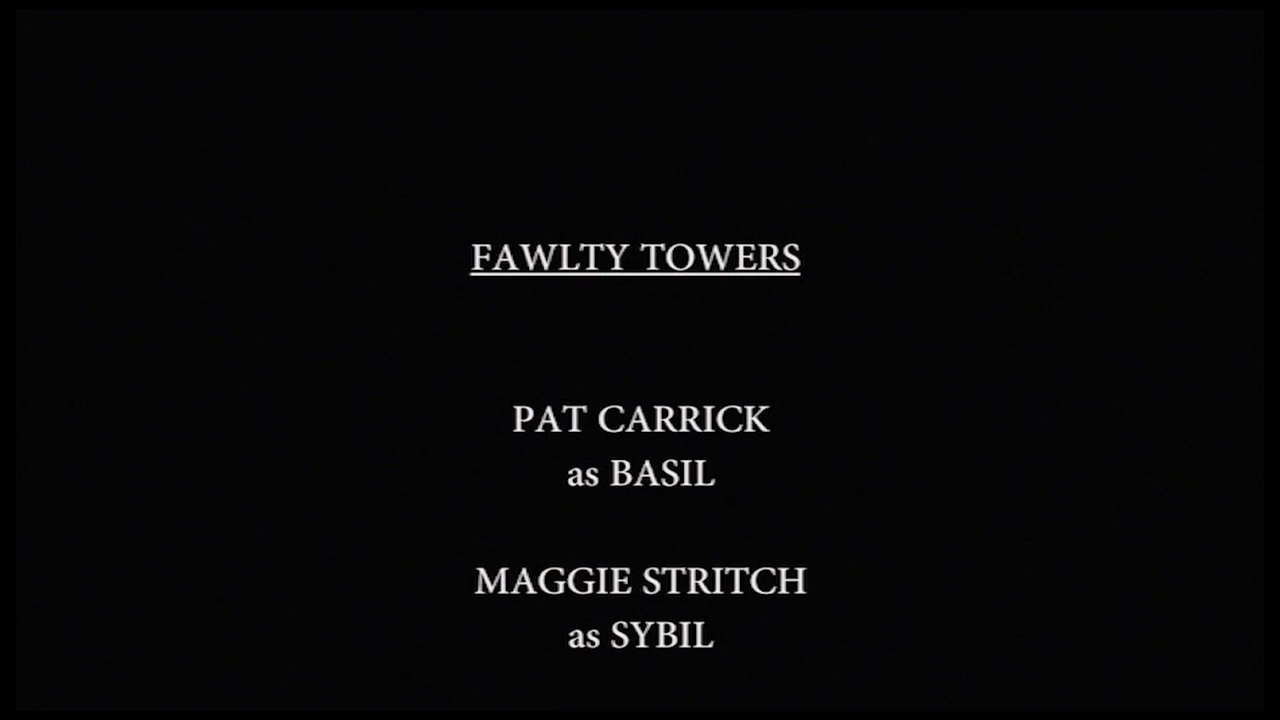 FAWLTY TOWERS
PAT CARRICK
as BASIL
MAGGIE STRITCH
as SYBIL